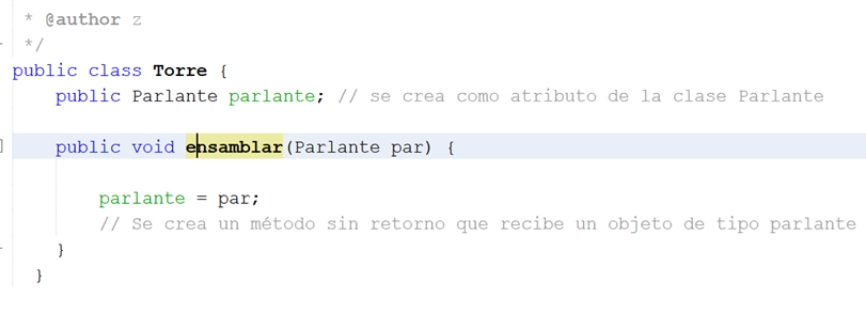 * @author z
*/
public class Torre {
public Parlante parlante; // se crea como atributo de la clase Parlante
public void ensamblar(Parlante par) {
parlante = par;
// Se crea un método sin retorno que recibe un objeto de tipo parlante
}
}